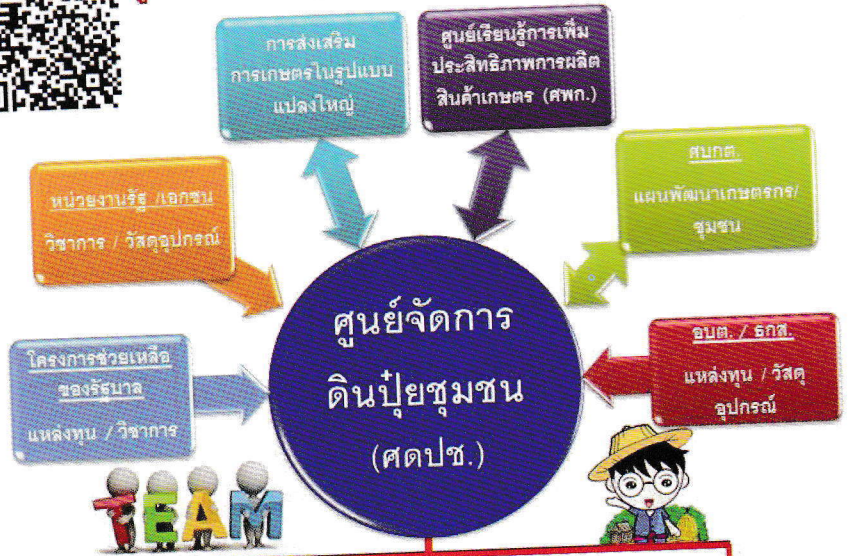 การส่งเสริม
การเกษตรในรูปแบบ
แปลงใหญ่
ศูนย์เรียนรู้การเพิ่ม
ประสิทธิภาพการผลิต
สินค้าเกษตร (ศพก.)
หน่วยงานรัฐ /เอกชน
วิชาการ / วัสดุอุปกรณ์
ศบกต.
แผนพัฒนาเกษตรกร/
ชุมชน
โครงการช่วยเหลือ
ของรัฐบาล
แหล่งทุน / วิชาการ
ศูนย์จัดการ
ดินปุ๋ยชุมชน
(ศดปช.)
อบต. / ธกส.
แหล่งทุน / วัสดุ
อุปกรณ์
TEAM